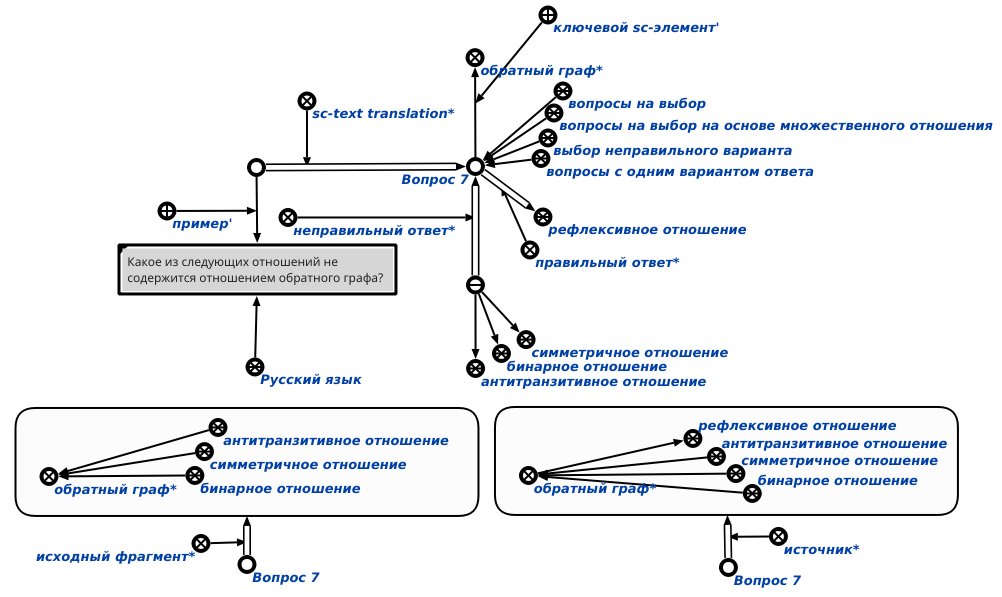 ключевой sc-элемент'
обратный граф*
вопросы на выбор
sc-text translation*
вопросы на выбор на основе множественного отношения
выбор неправильного варианта
вопросы с одним вариантом ответа
Вопрос 7
пример'
неправильный ответ*
рефлексивное отношение
правильный ответ*
Какое из следующих отношений не
содержится отношением обратного графа?
симметричное отношение
бинарное отношение
Русский язык
антитранзитивное отношение
антитранзитивное отношение
симметричное отношение
обратный граф*
бинарное отношение
исходный фрагмент*
Вопрос 7
рефлексивное отношение
антитранзитивное отношение
симметричное отношение
бинарное отношение
обратный граф*
источник*
Вопрос 7